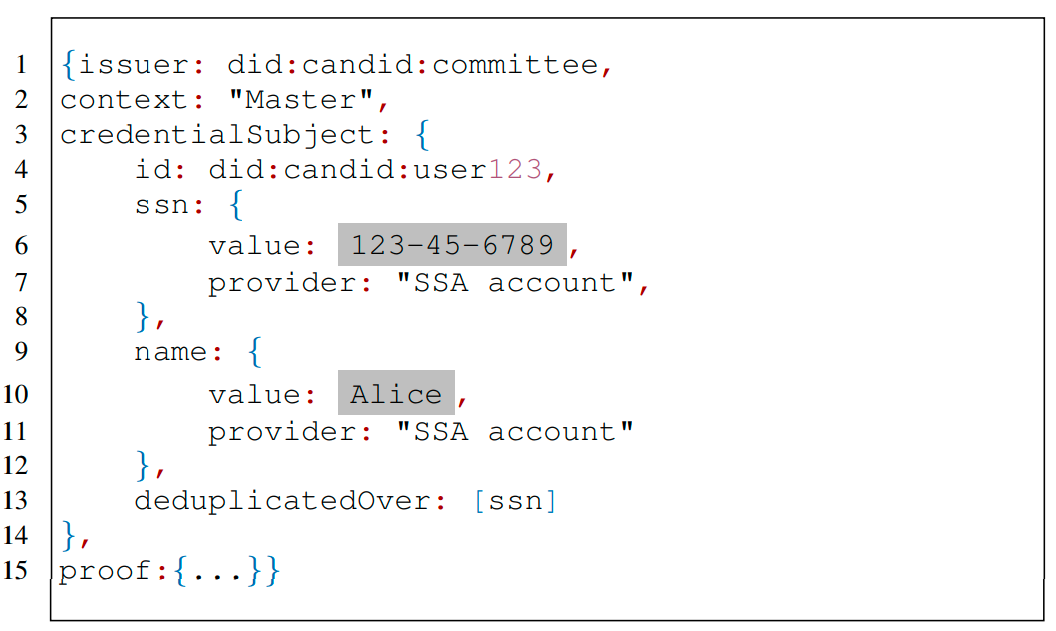 1 {issuer: did:candid:committee,
2 context: "Master",
3 credentialSubject: {
4 id: did:candid:user123,
5 ssn: {
6 value: 123-45-6789,
7 provider: "SSA account",
8 },
9 name: {
10 value: Alice,
11 provider: "SSA account"
12 },
13 deduplicatedOver: [ssn]
14 },
15 proof:{...}}